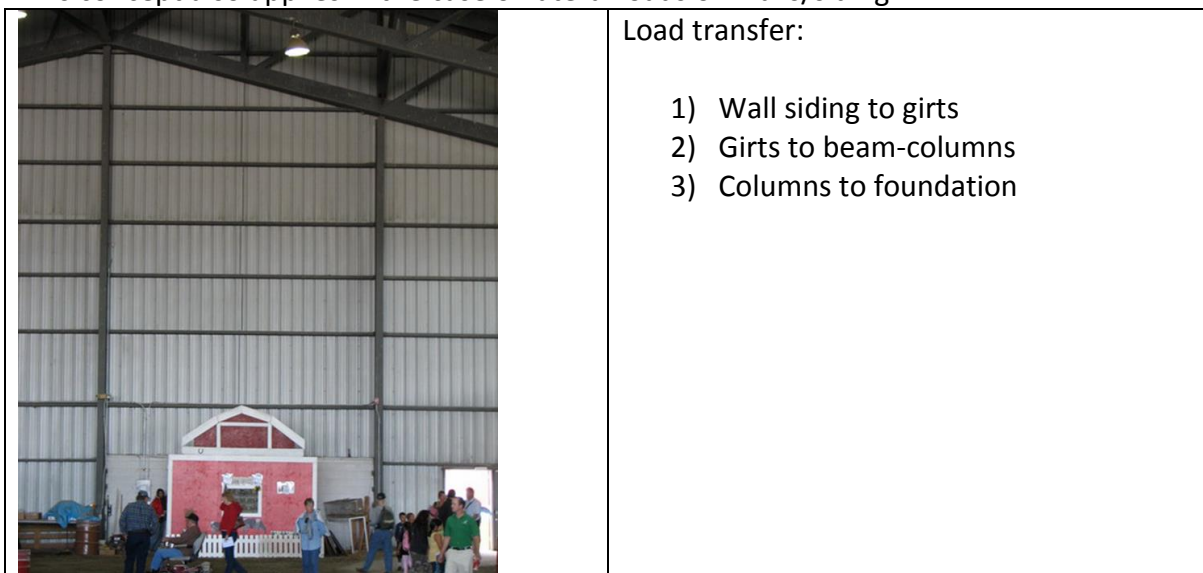 Load transfer:
1) Wall siding to girts
2) Girts to beam-columns
3) Columns to foundation